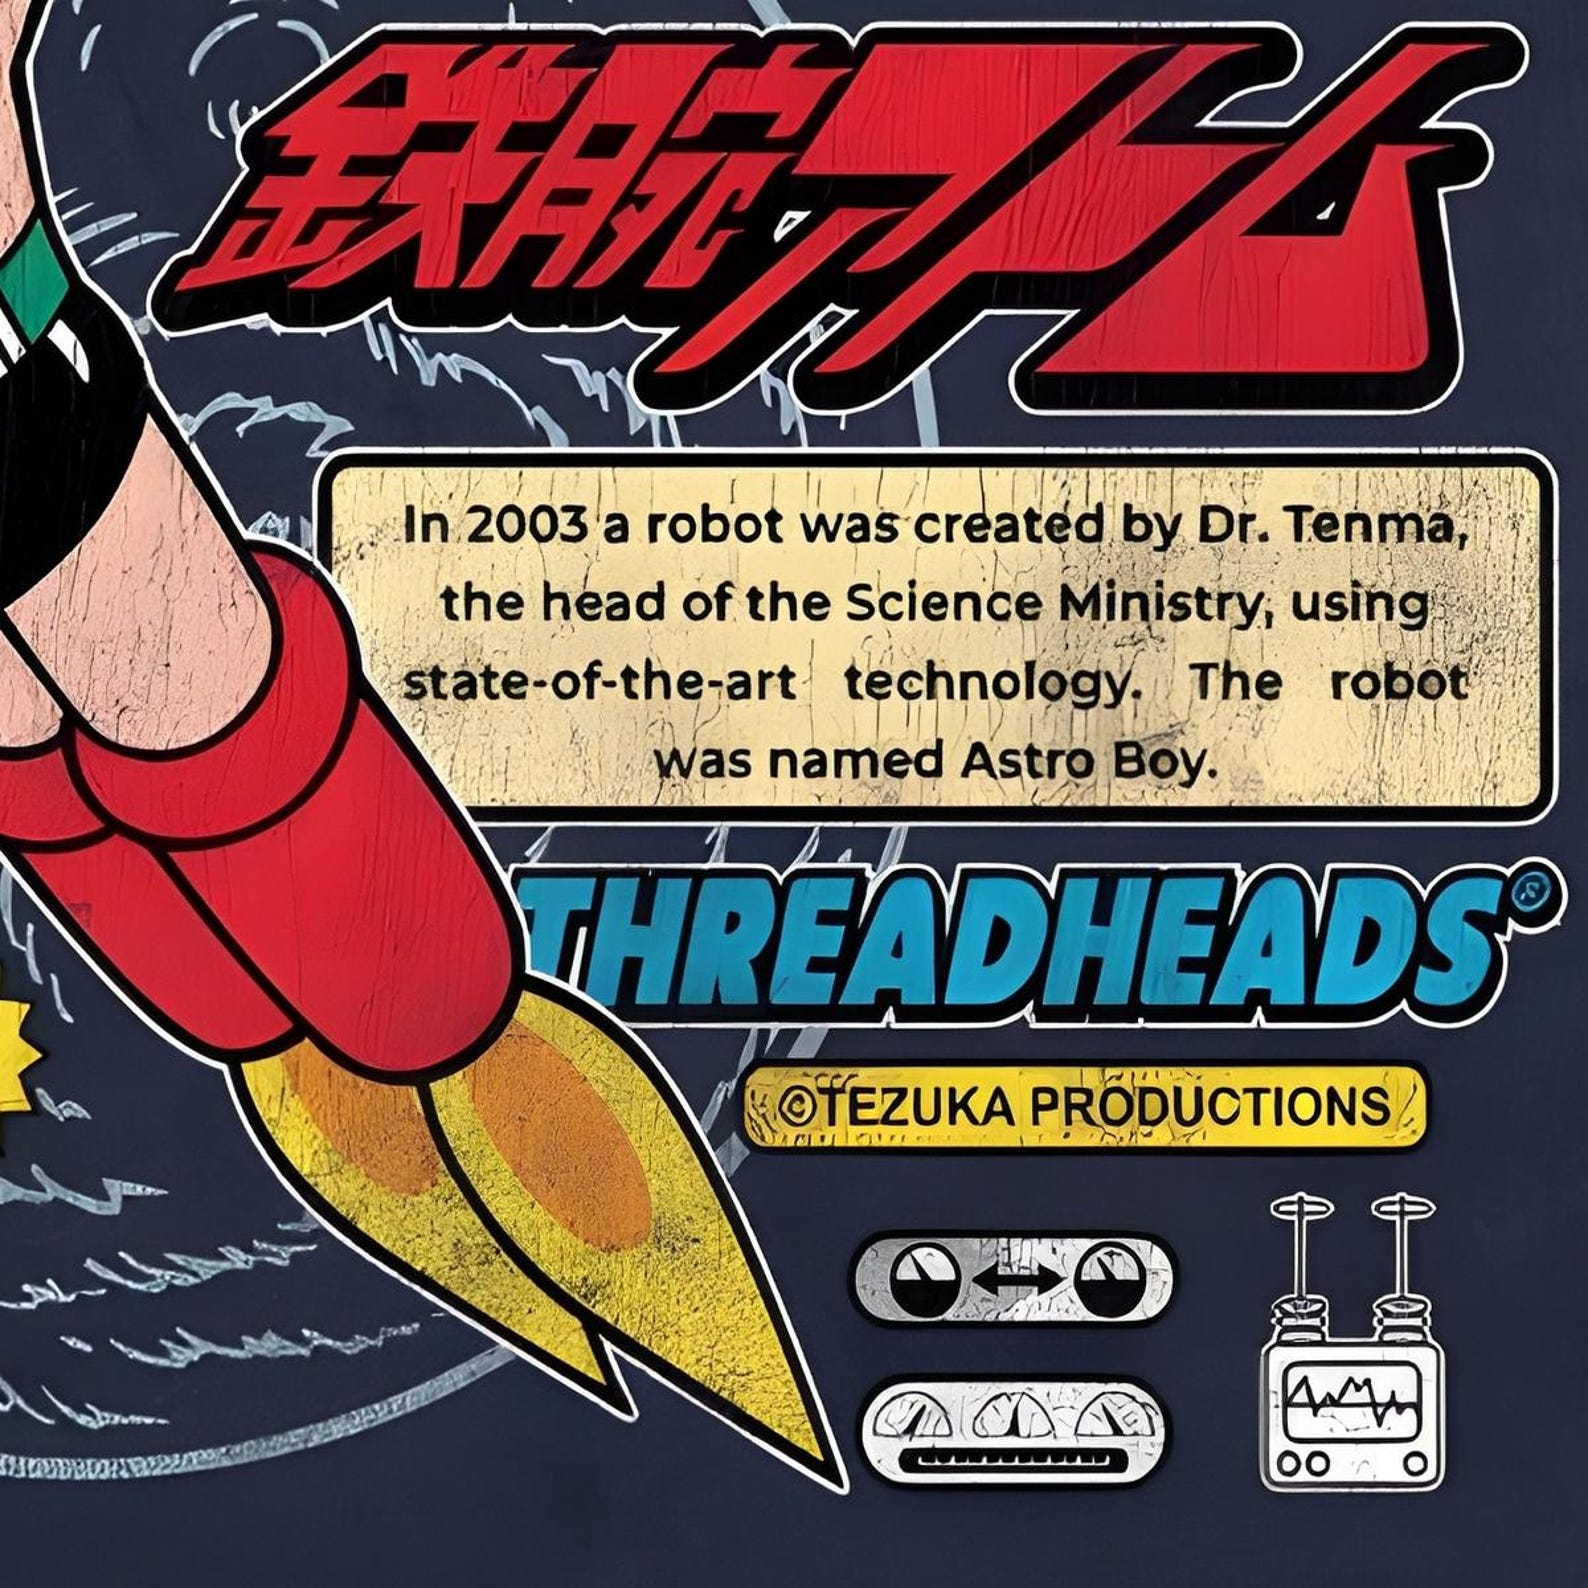 鉄腕アトム
In 2003 a robot was created by Dr. Tenma,
the head of the Science Ministry, using
state-of-the-art technology. The robot
was named Astro Boy.
THREADHEADS®
©TEZUKA PRODUCTIONS